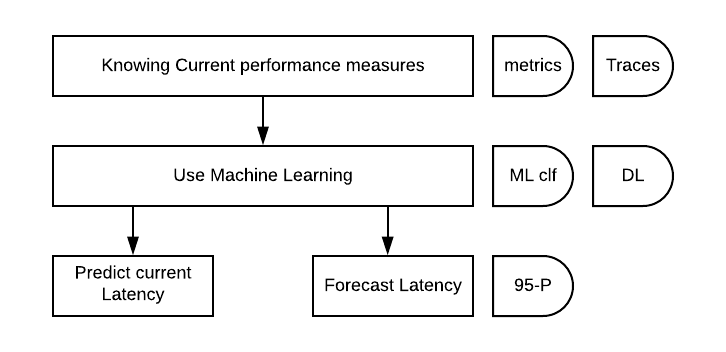 Knowing Current performance measures
metrics
Traces
Use Machine Learning
ML clf
DL
Predict current
Latency
Forecast Latency
95-P